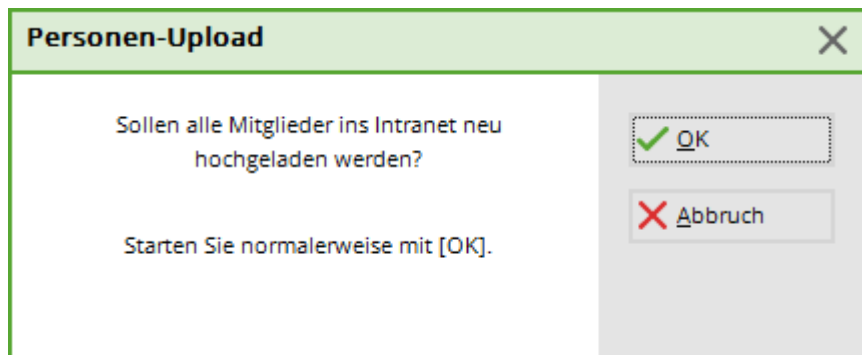 Personen-Upload
Sollen alle Mitglieder ins Intranet neu
hochgeladen werden?
Starten Sie normalerweise mit [OK].
OK
Abbruch